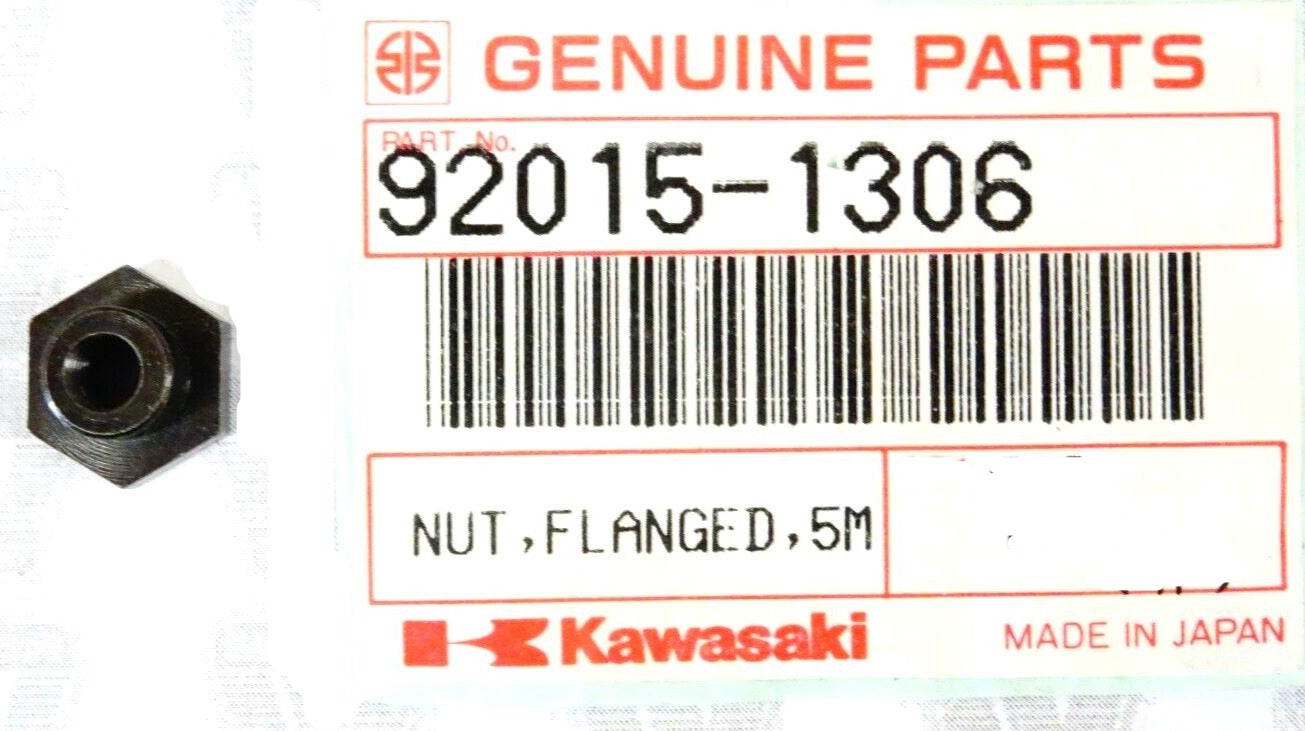 GENUINE PARTS
PART No.
92015-1306
NUT,FLANGED,5M
Kawasaki
MADE IN JAPAN